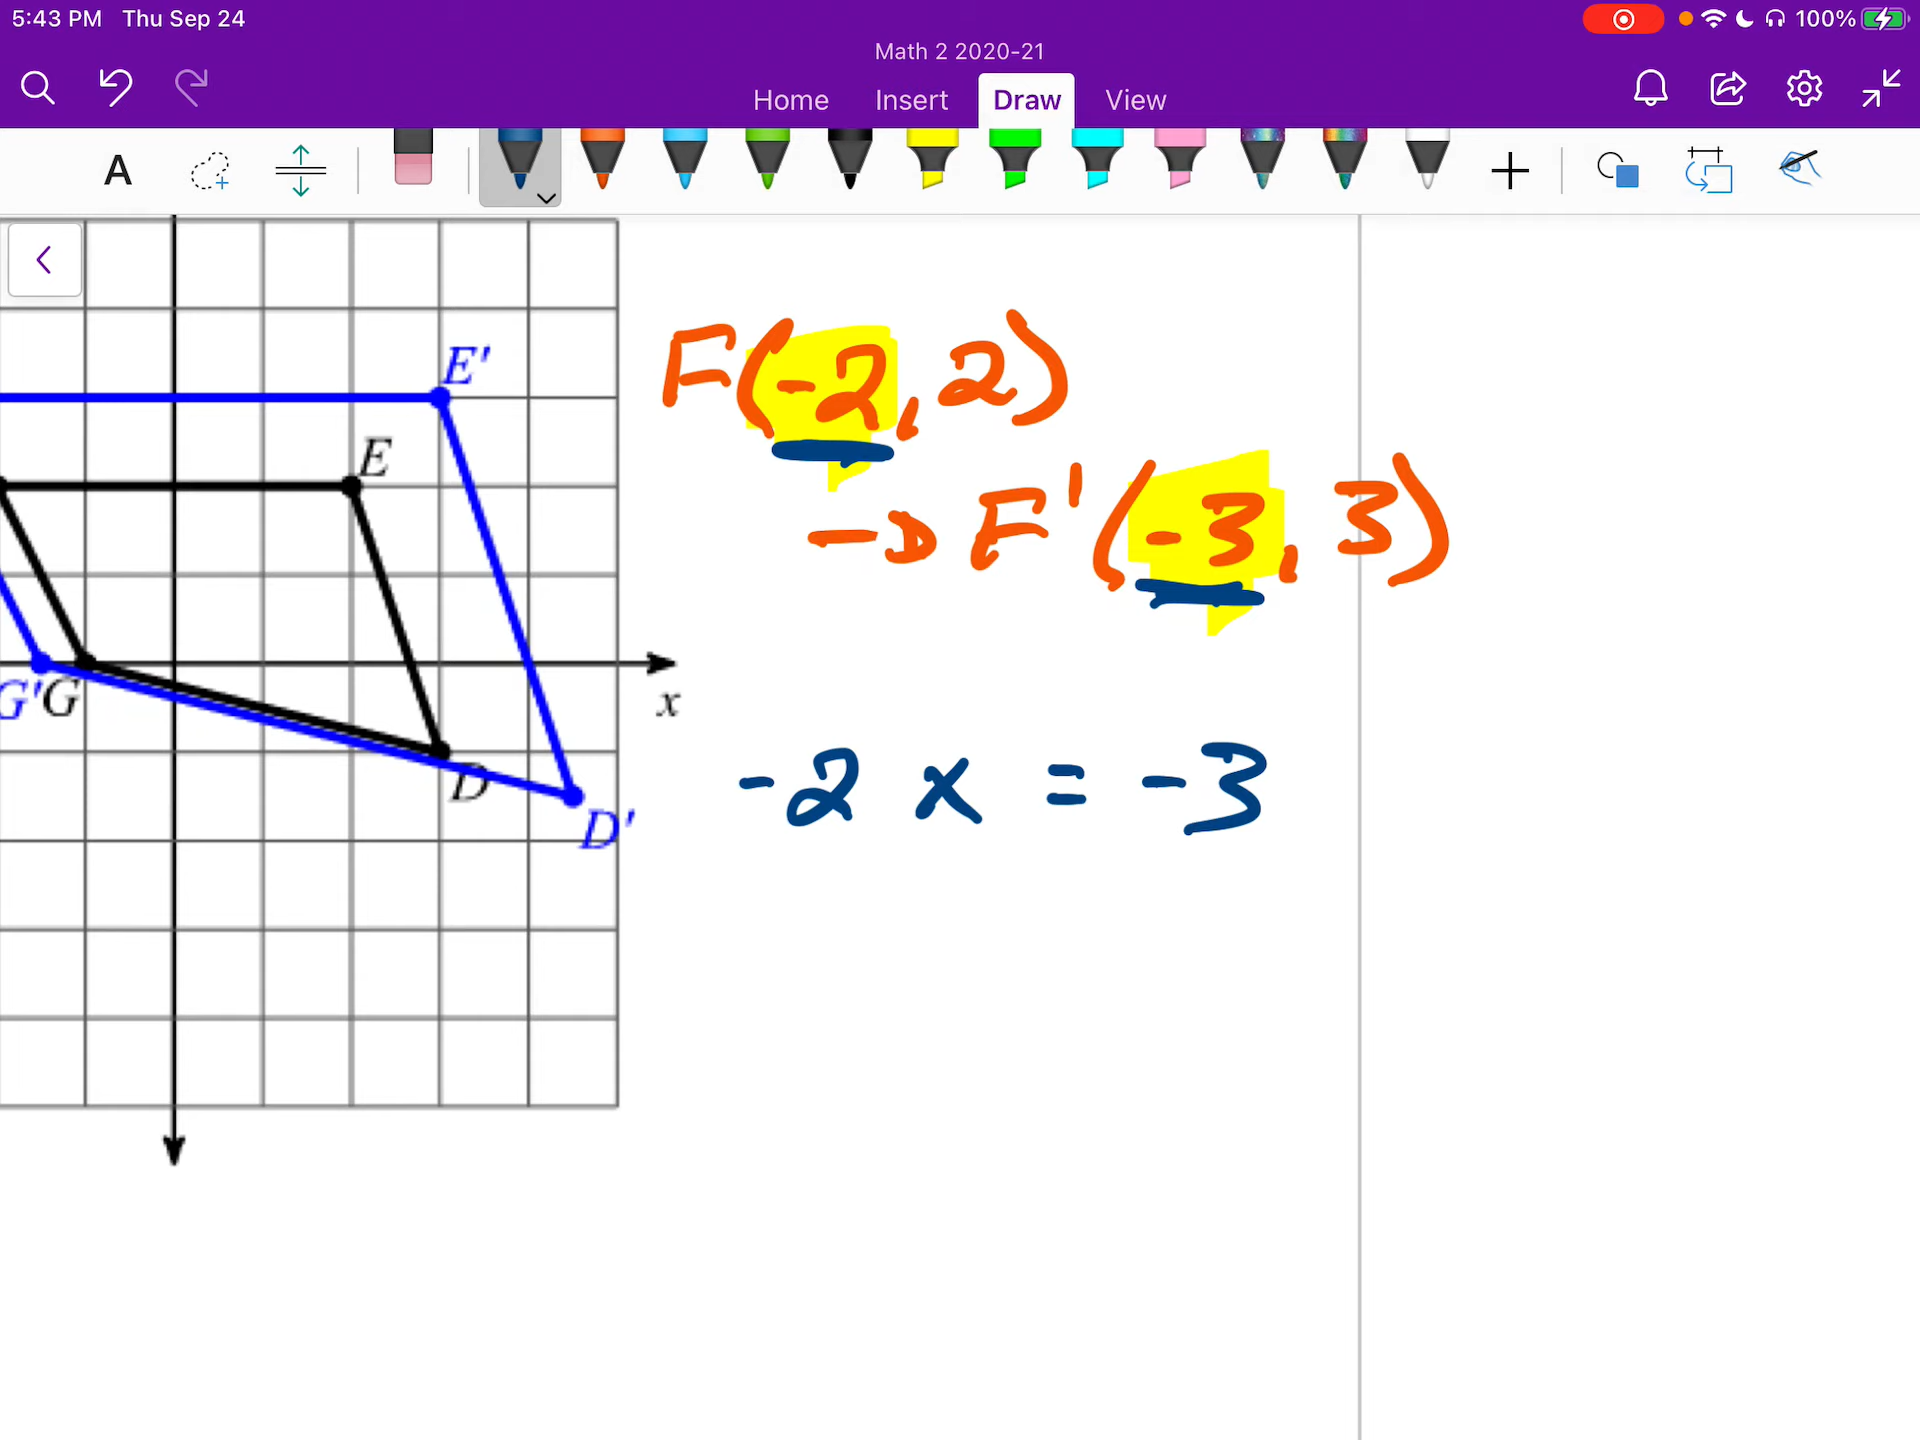 5:43 PM Thu Sep 24
100%
Math 2 2020-21
Home Insert Draw View
A
E'
F(-2, 2)
E
→ F'(-3, 3)
G'G
x
D
-2 x = -3
D'